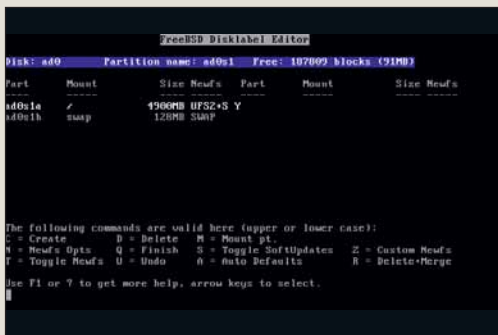 FreeBSD Disklabel Editor
Disk: ad0 Partition name: ad0s1 Free: 187809 blocks (91MB)
Part Mount Size Newfs Part Mount Size Newfs
---- ----- ---- ----- ---- ----- ---- -----
ad0s1a / 4900MB UFS2+S Y
ad0s1b swap 128MB SWAP
The following commands are valid here (upper or lower case):
C = Create D = Delete M = Mount pt.
N = Newfs Opts Q = Finish S = Toggle SoftUpdates Z = Custom Newfs
T = Toggle Newfs U = Undo A = Auto Defaults R = Delete+Merge
Use F1 or ? to get more help, arrow keys to select.